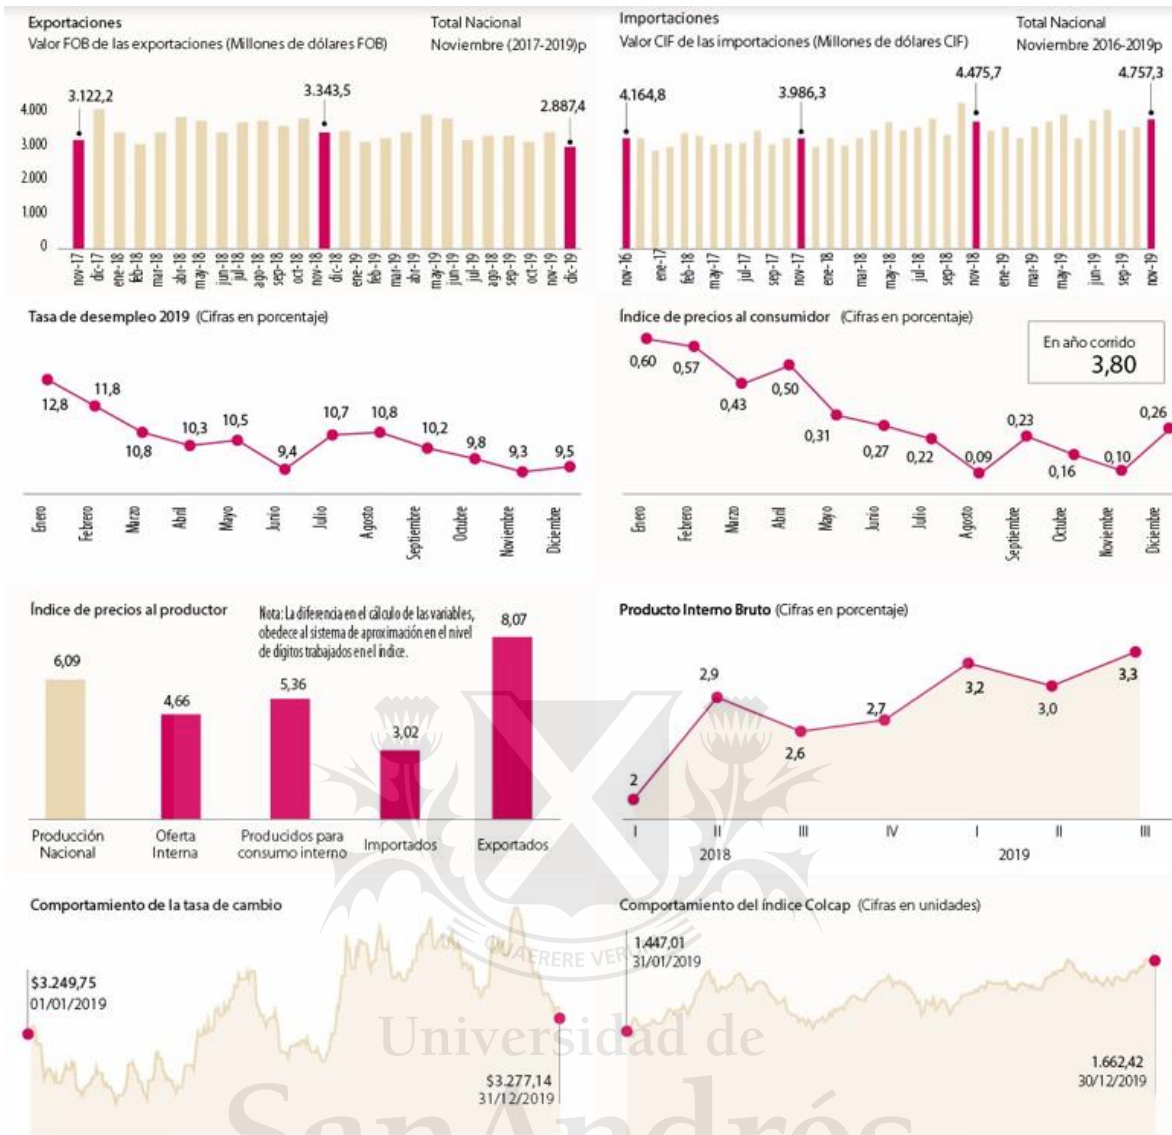 Exportaciones
Total Nacional
Valor FOB de las exportaciones (Millones de dólares FOB)
Noviembre (2017-2019)p
3.122,2
3.343,5
2.887,4
4.000
3.000
2.000
1.000
0
nov-17
dic-17
ene-18
feb-18
mar-18
abr-18
may-18
jun-18
jul-18
ago-18
sep-18
oct-18
nov-18
dic-18
ene-19
feb-19
mar-19
abr-19
may-19
jun-19
jul-19
ago-19
sep-19
oct-19
nov-19
dic-19
Importaciones
Total Nacional
Valor CIF de las importaciones (Millones de dólares CIF)
Noviembre 2016-2019p
4.164,8
3.986,3
4.475,7
4.757,3
nov-16
ene-17
feb-18
may-17
jul-17
sep-17
nov-17
ene-18
mar-18
may-18
jul-18
sep-18
nov-18
ene-19
mar-19
may-19
jun-19
sep-19
nov-19
Tasa de desempleo 2019 (Cifras en porcentaje)
12,8
11,8
10,8
10,3
10,5
9,4
10,7
10,8
10,2
9,8
9,3
9,5
Enero
Febrero
Marzo
Abril
Mayo
Junio
Julio
Agosto
Septiembre
Octubre
Noviembre
Diciembre
Índice de precios al consumidor (Cifras en porcentaje)
En año corrido
3,80
0,60
0,57
0,43
0,50
0,31
0,27
0,22
0,09
0,23
0,16
0,10
0,26
Enero
Febrero
Marzo
Abril
Mayo
Junio
Julio
Agosto
Septiembre
Octubre
Noviembre
Diciembre
Índice de precios al productor
Nota: La diferencia en el cálculo de las variables,
obedece al sistema de aproximación en el nivel
de dígitos trabajados en el índice.
6,09
4,66
5,36
3,02
8,07
Producción
Nacional
Oferta
Interna
Producidos para
consumo interno
Importados
Exportados
Producto Interno Bruto (Cifras en porcentaje)
2
2,9
2,6
2,7
3,2
3,0
3,3
I
II
III
IV
I
II
III
2018
2019
Comportamiento de la tasa de cambio
$3.249,75
01/01/2019
$3.277,14
31/12/2019
Comportamiento del índice Colcap (Cifras en unidades)
1.447,01
31/01/2019
1.662,42
30/12/2019
QUAERERE VERUM
Universidad de
SanAndrés